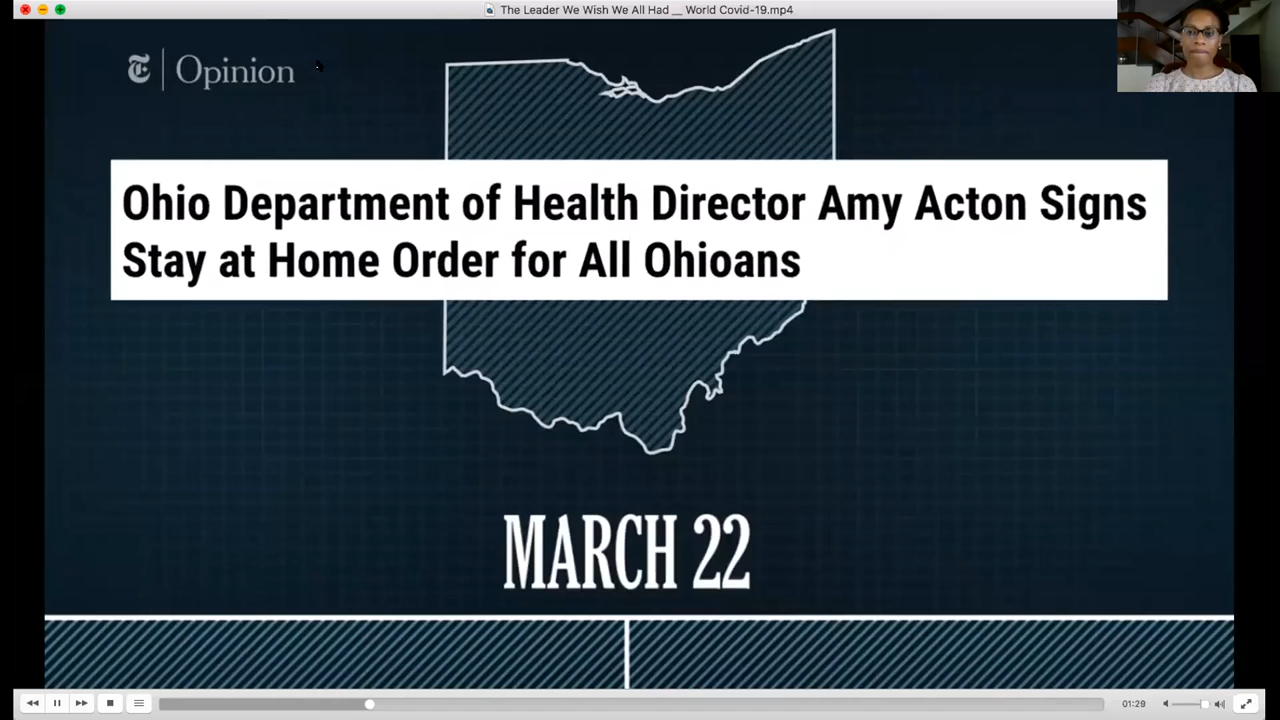 The Leader We Wish We All Had __ World Covid-19.mp4
Opinion
Ohio Department of Health Director Amy Acton Signs
Stay at Home Order for All Ohioans
MARCH 22
01:29